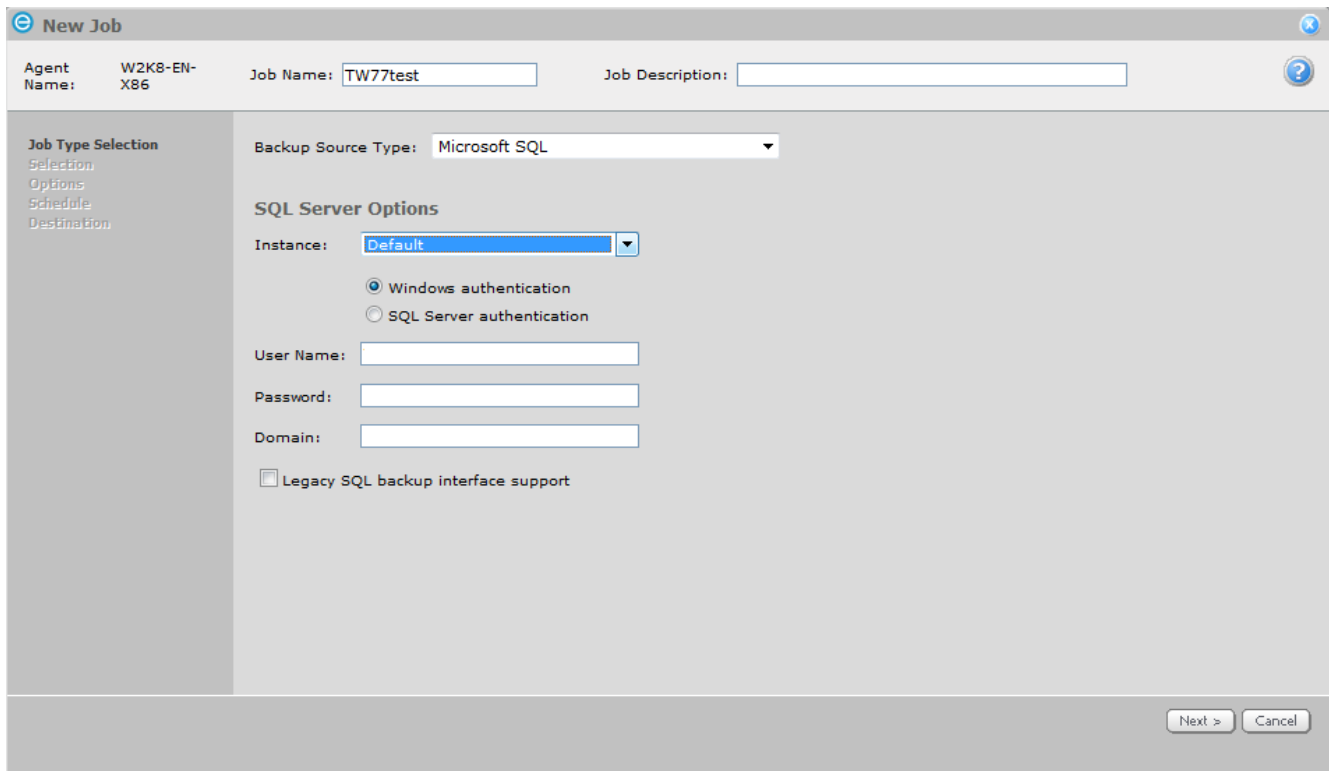 New Job
Agent Name: W2K8-EN-X86
Job Name: TW77test
Job Description:
Job Type Selection
Selection
Options
Schedule
Destination
Backup Source Type: Microsoft SQL
SQL Server Options
Instance: Default
Windows authentication
SQL Server authentication
User Name:
Password:
Domain:
Legacy SQL backup interface support
Next >
Cancel